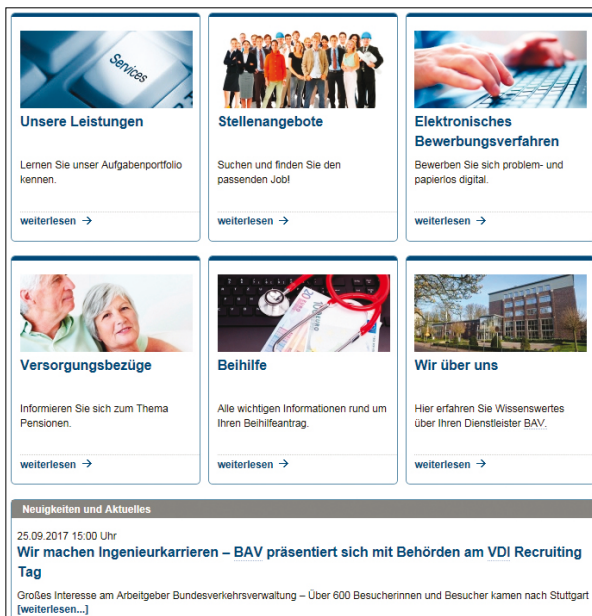 Services
Unsere Leistungen
Lernen Sie unser Aufgabenportfolio
kennen.
weiterlesen →
Stellenangebote
Suchen und finden Sie den
passenden Job!
weiterlesen →
Elektronisches
Bewerbungsverfahren
Bewerben Sie sich problem- und
papierlos digital.
weiterlesen →
Versorgungsbezüge
Informieren Sie sich zum Thema
Pensionen.
weiterlesen →
Beihilfe
Alle wichtigen Informationen rund um
Ihren Beihilfeantrag.
weiterlesen →
Wir über uns
Hier erfahren Sie Wissenswertes
über Ihren Dienstleister BAV.
weiterlesen →
Neuigkeiten und Aktuelles
25.09.2017 15:00 Uhr
Wir machen Ingenieurkarrieren – BAV präsentiert sich mit Behörden am VDI Recruiting
Tag
Großes Interesse am Arbeitgeber Bundesverkehrsverwaltung – Über 600 Besucherinnen und Besucher kamen nach Stuttgart
[weiterlesen...]